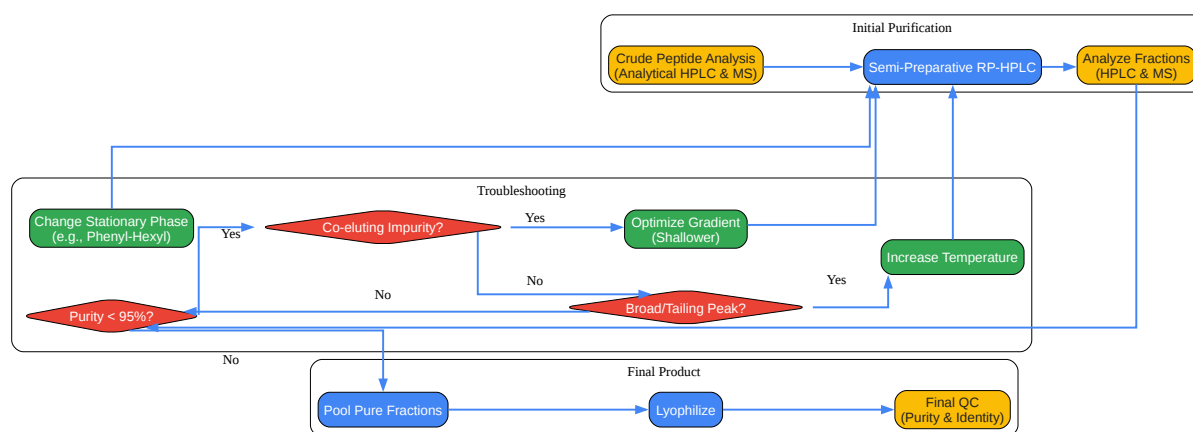 Initial Purification
Crude Peptide Analysis
(Analytical HPLC & MS)
Semi-Preparative RP-HPLC
Analyze Fractions
(HPLC & MS)
Troubleshooting
Change Stationary Phase
(e.g., Phenyl-Hexyl)
Yes
Co-eluting Impurity?
Yes
Optimize Gradient
(Shallower)
Increase Temperature
No
Yes
No
Purity < 95%?
Broad/Tailing Peak?
No
Final Product
Pool Pure Fractions
Lyophilize
Final QC
(Purity & Identity)